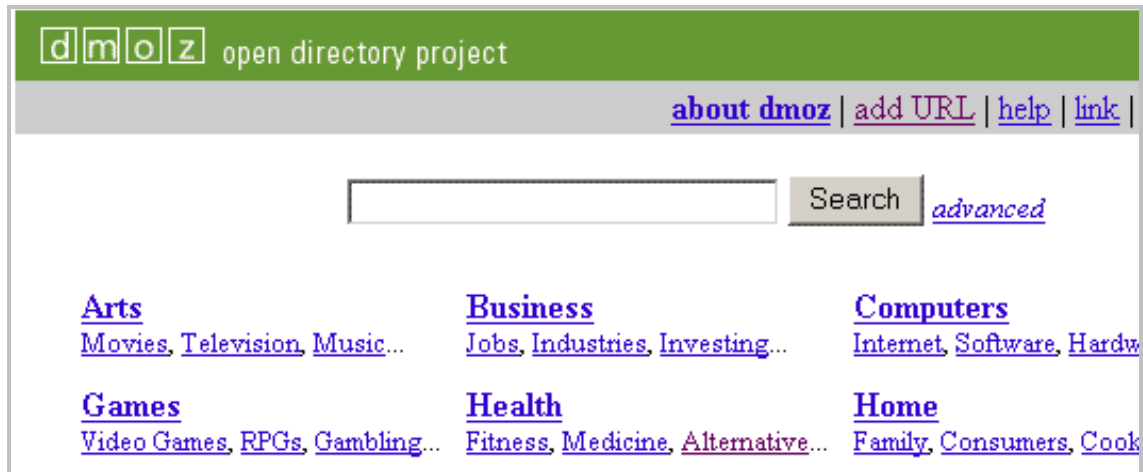 dmoz open directory project
about dmoz | add URL | help | link |
Search advanced
Arts Business Computers
Movies, Television, Music... Jobs, Industries, Investing... Internet, Software,
Games Health Home
Video Games, RPGs, Gambling... Fitness, Medicine, Alternative... Family, Consumers,